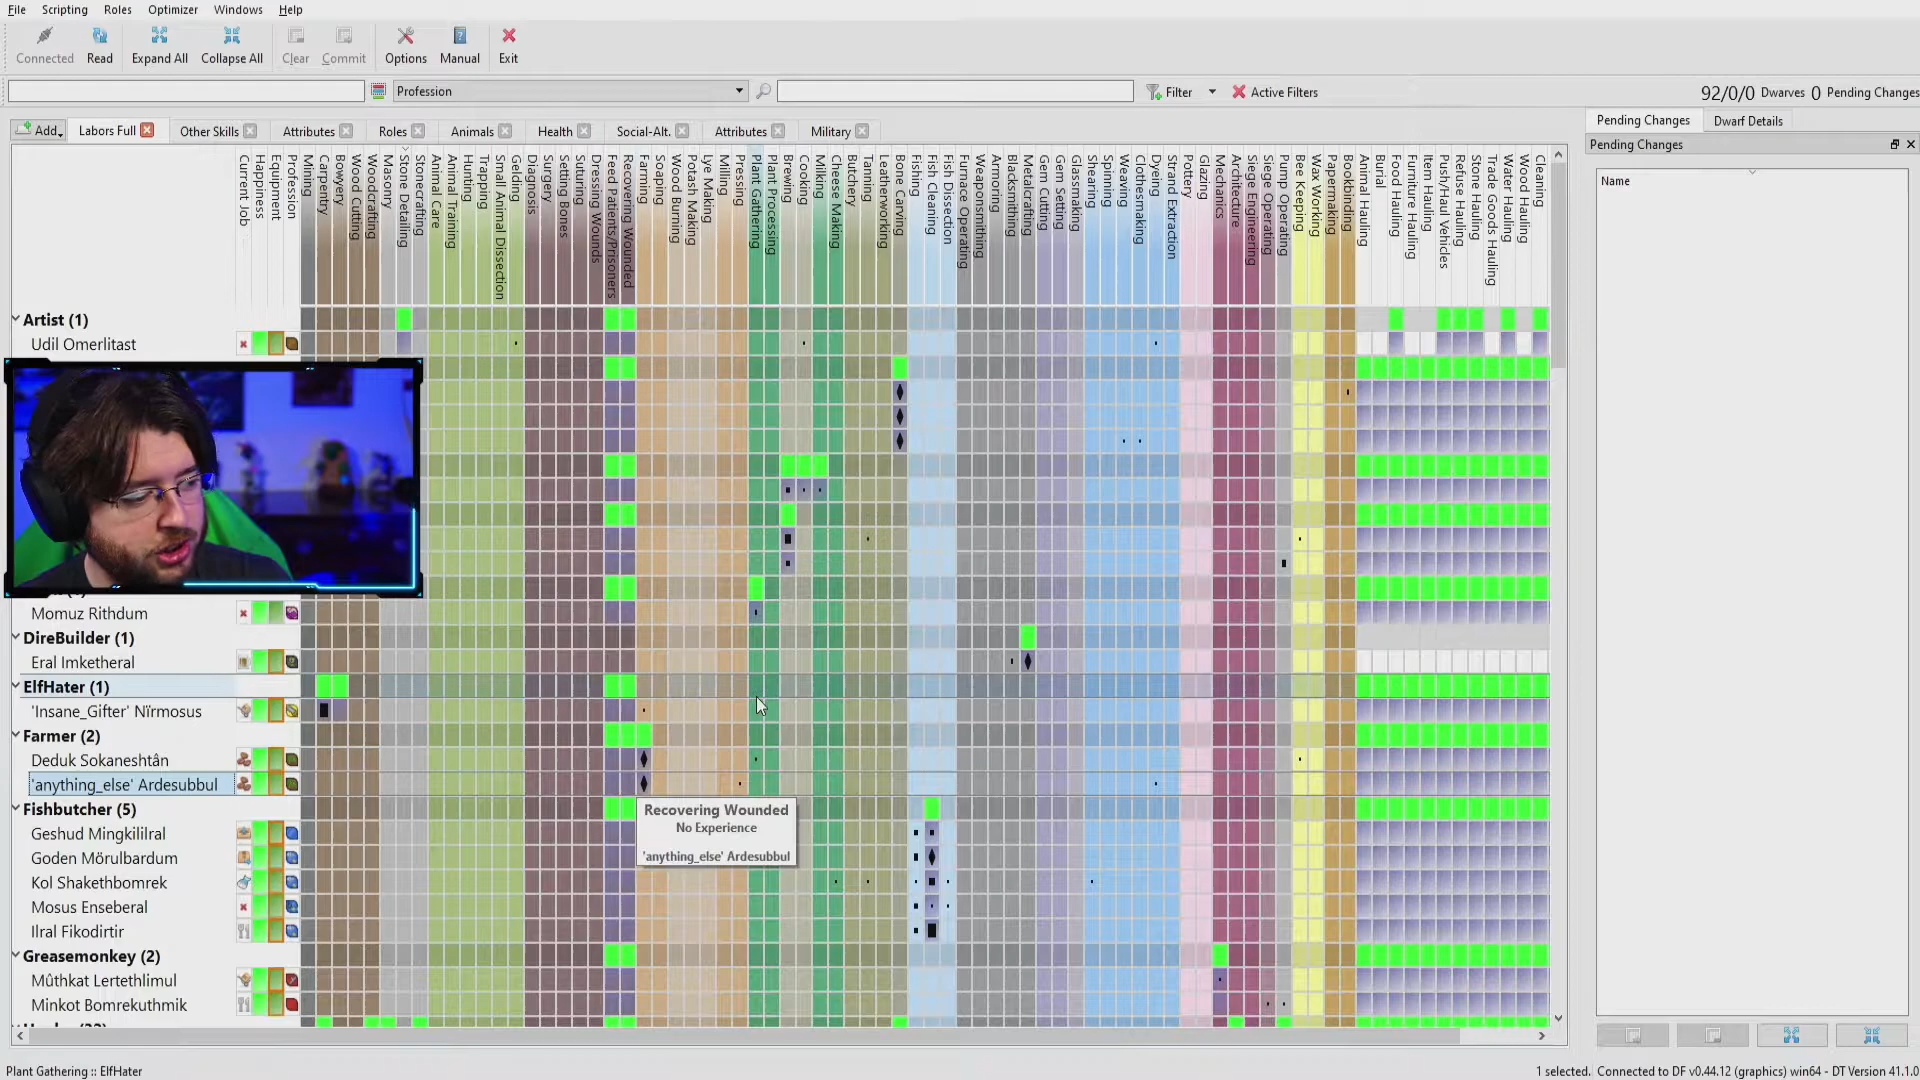 File Scripting Roles Optimizer Windows Help
Connected Read Expand All Collapse All Clear Commit Options Manual Exit
Profession Filter Active Filters 92/0/0 Dwarves 0 Pending Changes
Add Labors Full Other Skills Attributes Roles Animals Health Social-Alt. Attributes Military
Pending Changes Dwarf Details
Pending Changes
Name
Current Job
Happiness
Equipment
Profession
Mining
Carpentry
Bowyery
Wood Cutting
Woodcrafting
Masonry
Stone Detailing
Stonecrafting
Animal Care
Animal Training
Hunting
Trapping
Small Animal Dissection
Gelding
Diagnosis
Surgery
Setting Bones
Suturing
Dressing Wounds
Feed Patients/Prisoners
Recovering Wounded
Farming
Soaping
Wood Burning
Potash Making
Lye Making
Milling
Pressing
Plant Gathering
Plant Processing
Brewing
Cooking
Milking
Cheese Making
Butchery
Tanning
Leatherworking
Bone Carving
Fishing
Fish Cleaning
Fish Dissection
Furnace Operating
Weaponsmithing
Armoring
Blacksmithing
Metalcrafting
Gem Cutting
Gem Setting
Glassmaking
Shearing
Spinning
Weaving
Clothesmaking
Dyeing
Strand Extraction
Pottery
Glazing
Mechanics
Architecture
Siege Engineering
Siege Operating
Pump Operating
Bee Keeping
Wax Working
Papermaking
Bookbinding
Animal Hauling
Burial
Food Hauling
Furniture Hauling
Item Hauling
Push/Haul Vehicles
Refuse Hauling
Stone Hauling
Trade Goods Hauling
Water Hauling
Wood Hauling
Cleaning
Artist (1)
Udil Omerlitast
Momuz Rithdum
DireBuilder (1)
Eral Imketheral
ElfHater (1)
'Insane_Gifter' Nïrmosus
Farmer (2)
Deduk Sokaneshtân
'anything_else' Ardesubbul
Fishbutcher (5)
Geshud Mingkililral
Goden Mörulbardum
Kol Shakethbomrek
Mosus Enseberal
Ilral Fikodirtir
Greasemonkey (2)
Mûthkat Lertethlimul
Minkot Bomrekuthmik
Recovering Wounded
No Experience
'anything_else' Ardesubbul
Plant Gathering :: ElfHater 1 selected. Connected to DF v0.44.12 (graphics) win64 - DT Version 41.1.0